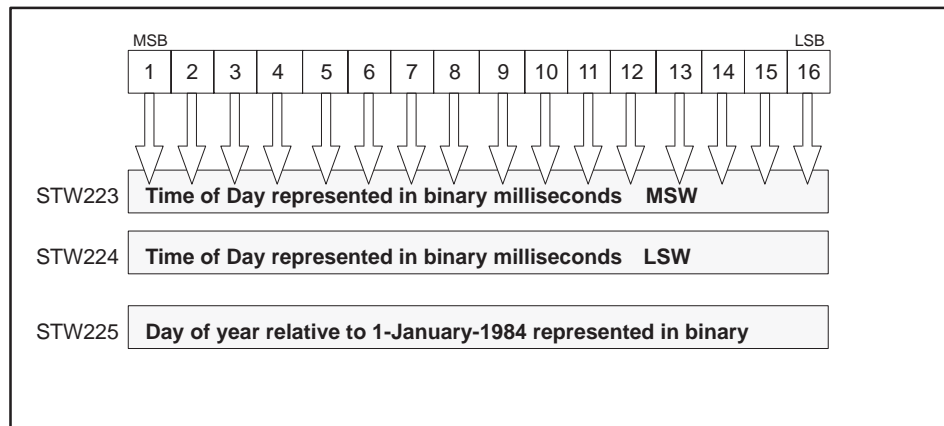 MSB LSB
1 2 3 4 5 6 7 8 9 10 11 12 13 14 15 16
STW223 Time of Day represented in binary milliseconds MSW
STW224 Time of Day represented in binary milliseconds LSW
STW225 Day of year relative to 1-January-1984 represented in binary